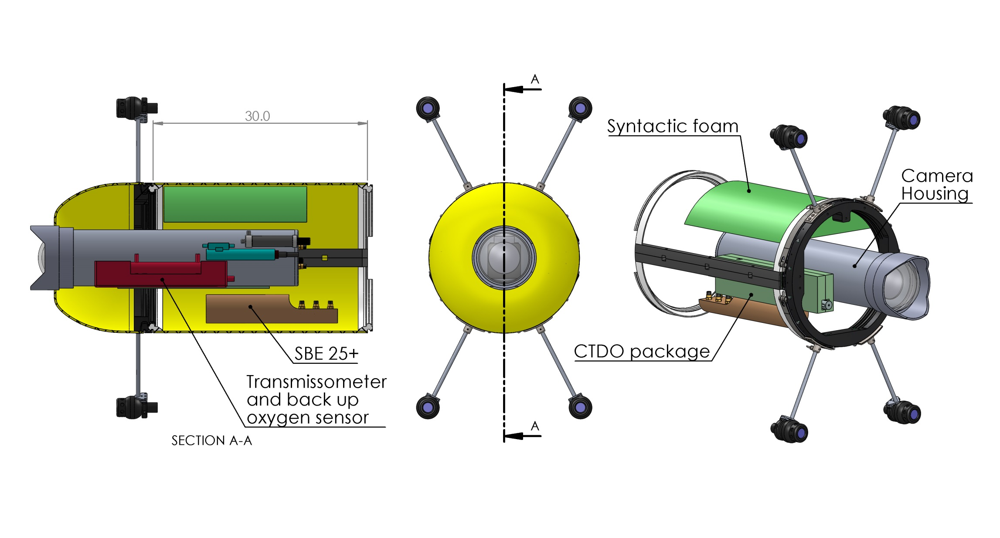 A
30.0
Syntactic foam
Camera
Housing
SBE 25+
CTDO package
Transmissometer
and back up
oxygen sensor
A
SECTION A-A